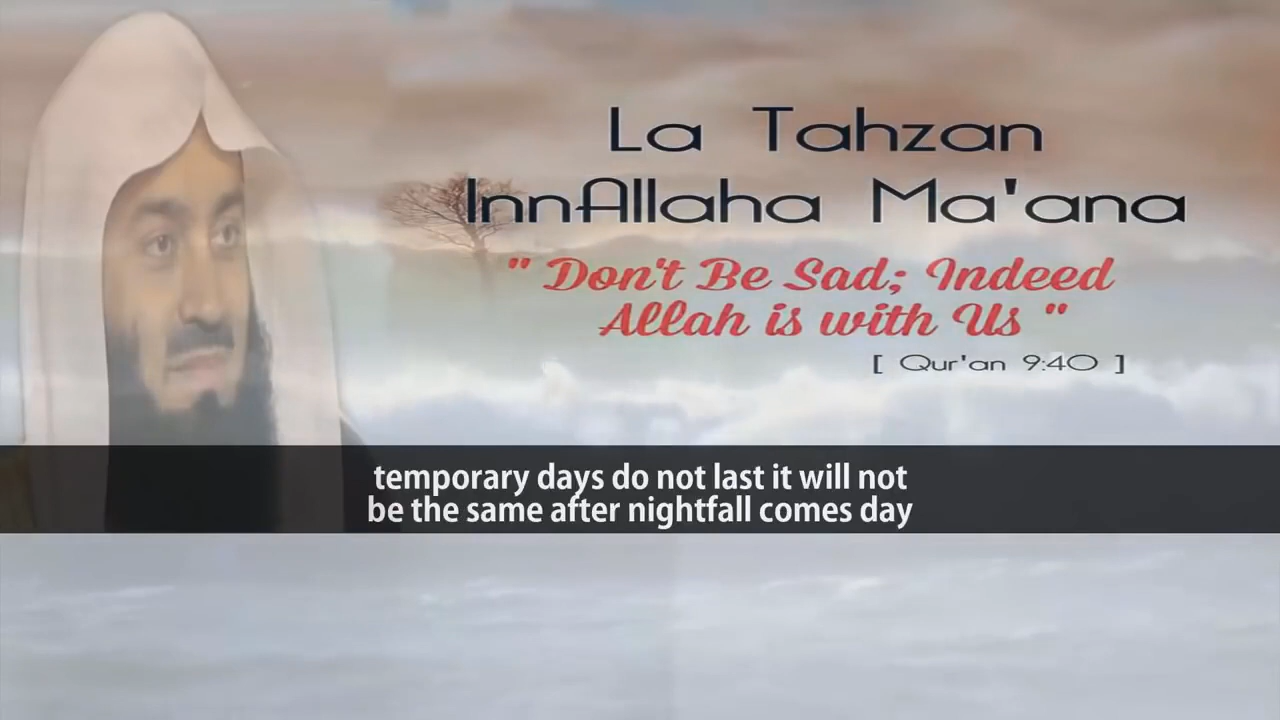 La Tahzan
InnAllaha Ma'ana
" Don't Be Sad; Indeed
Allah is with Us "
[ Qur'an 9:40 ]
temporary days do not last it will not
be the same after nightfall comes day